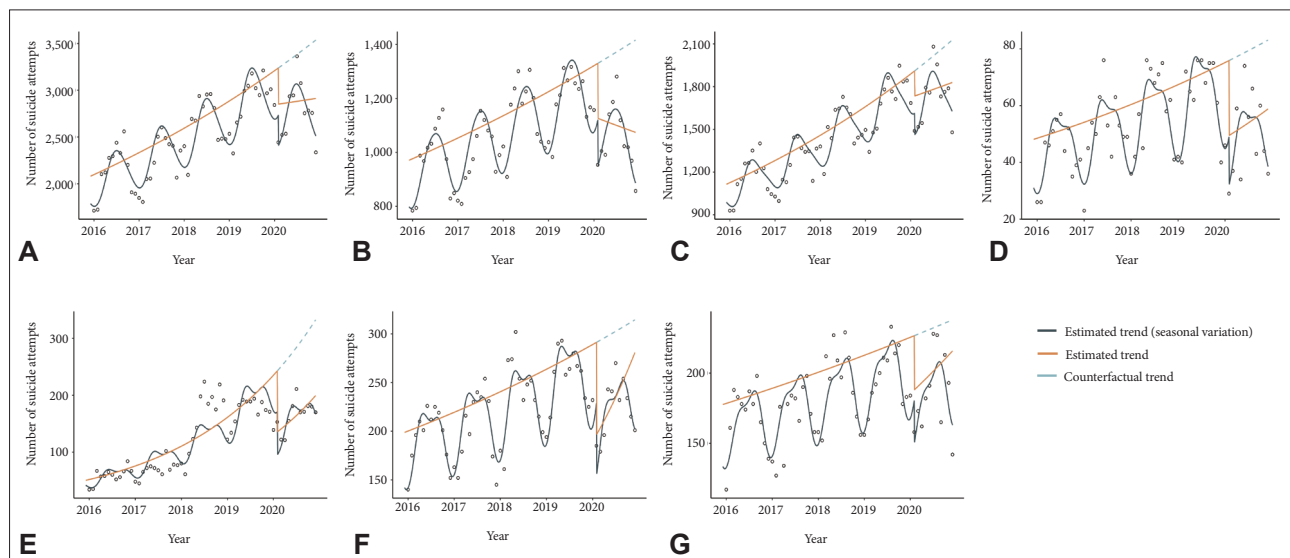 Number of suicide attempts
3,500
3,000
2,500
2,000
2016 2017 2018 2019 2020
Year
A
Number of suicide attempts
1,400
1,200
1,000
800
2016 2017 2018 2019 2020
Year
B
Number of suicide attempts
2,100
1,800
1,500
1,200
900
2016 2017 2018 2019 2020
Year
C
Number of suicide attempts
80
60
40
20
2016 2017 2018 2019 2020
Year
D
Number of suicide attempts
300
200
100
2016 2017 2018 2019 2020
Year
E
Number of suicide attempts
300
250
200
150
2016 2017 2018 2019 2020
Year
F
Number of suicide attempts
200
150
2016 2017 2018 2019 2020
Year
G
Estimated trend (seasonal variation)
Estimated trend
Counterfactual trend